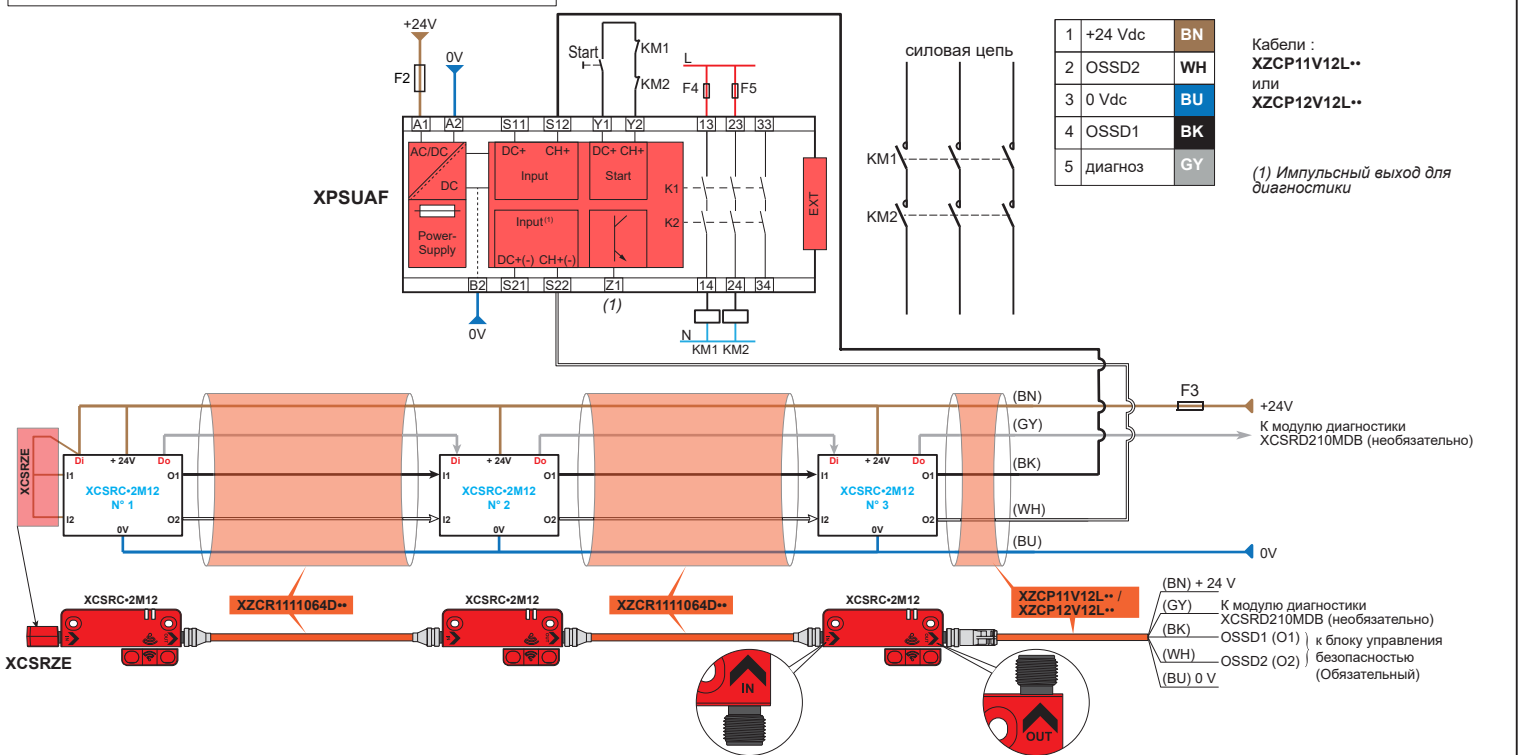 +24V
0V
F2
Start
KM1
KM2
L
F4
F5
A1
A2
S11
S12
Y1
Y2
13
23
33
AC/DC
DC
DC+ CH+
Input
DC+ CH+
Start
K1
K2
EXT
XPSUAF
Power-
Supply
Input (1)
DC+(-) CH+(-)
B2
S21
S22
Z1
14
24
34
(1)
0V
N
KM1 KM2
силовая цепь
KM1
KM2
1 +24 Vdc BN
2 OSSD2 WH
3 0 Vdc BU
4 OSSD1 BK
5 диагноз GY
Кабели :
XZCP11V12L••
или
XZCP12V12L••
(1) Импульсный выход для
диагностики
(BN)
F3
+24V
(GY)
К модулю диагностики
XCSRD210MDB (необязательно)
(BK)
(WH)
(BU)
0V
XCSRZE
Di +24V Do
I1 O1
XCSRC•2M12
N° 1
I2 O2
0V
Di +24V Do
I1 O1
XCSRC•2M12
N° 2
I2 O2
0V
Di +24V Do
I1 O1
XCSRC•2M12
N° 3
I2 O2
0V
XCSRC•2M12
XZCR1111064D••
XCSRC•2M12
XZCR1111064D••
XCSRC•2M12
XZCP11V12L•• /
XZCP12V12L••
XCSRZE
IN
OUT
(BN) + 24 V
(GY) К модулю диагностики
XCSRD210MDB (необязательно)
(BK) OSSD1 (O1)
(WH) OSSD2 (O2)
к блоку управления
безопасностью
(Обязательный)
(BU) 0 V